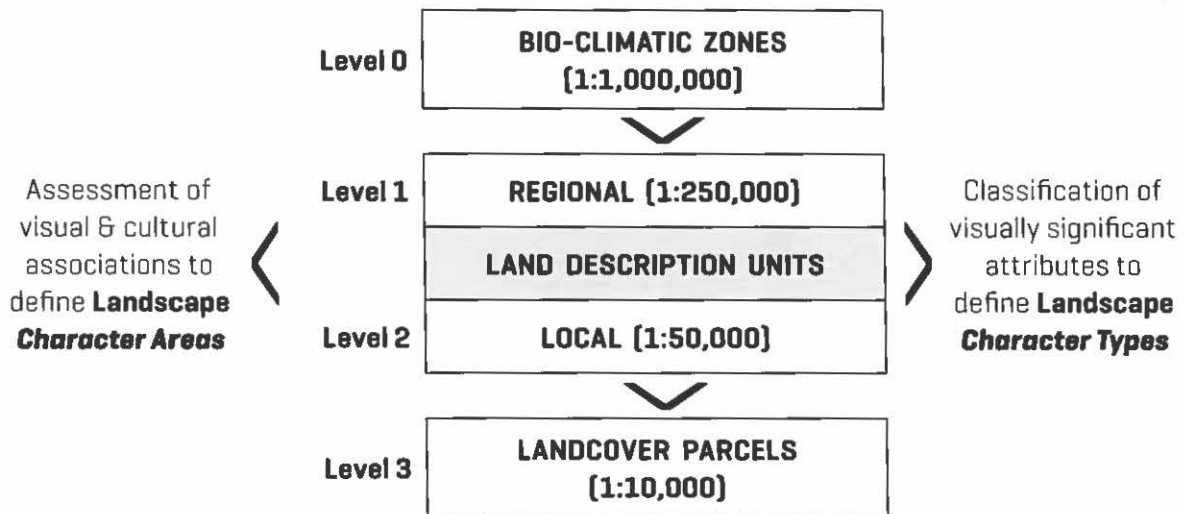 Level 0
BIO-CLIMATIC ZONES
(1:1,000,000)
Assessment of
visual & cultural
associations to
define Landscape
Character Areas
Level 1
REGIONAL (1:250,000)
LAND DESCRIPTION UNITS
Level 2
LOCAL (1:50,000)
Classification of
visually significant
attributes to
define Landscape
Character Types
Level 3
LANDCOVER PARCELS
(1:10,000)